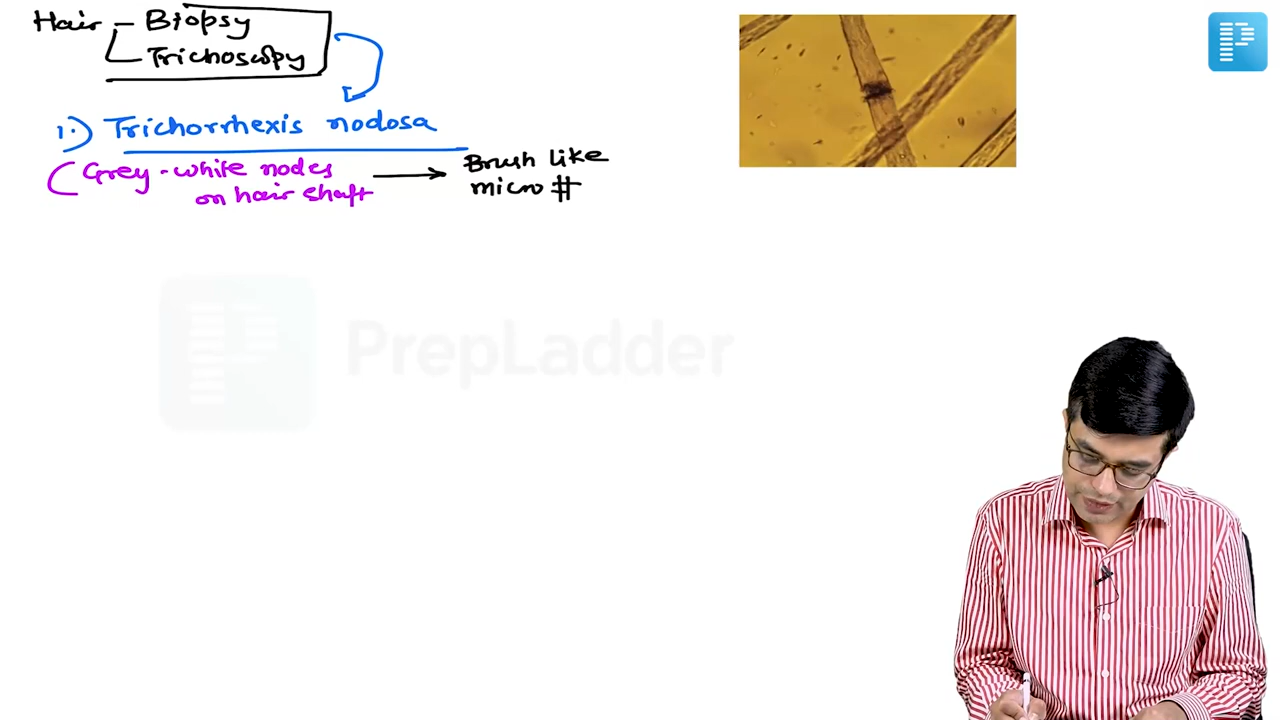 Hair - Biopsy
Trichoscopy
1.) Trichorrhexis nodosa
Grey-white nodes
on hair shaft
Brush like
micro #
PrepLadder